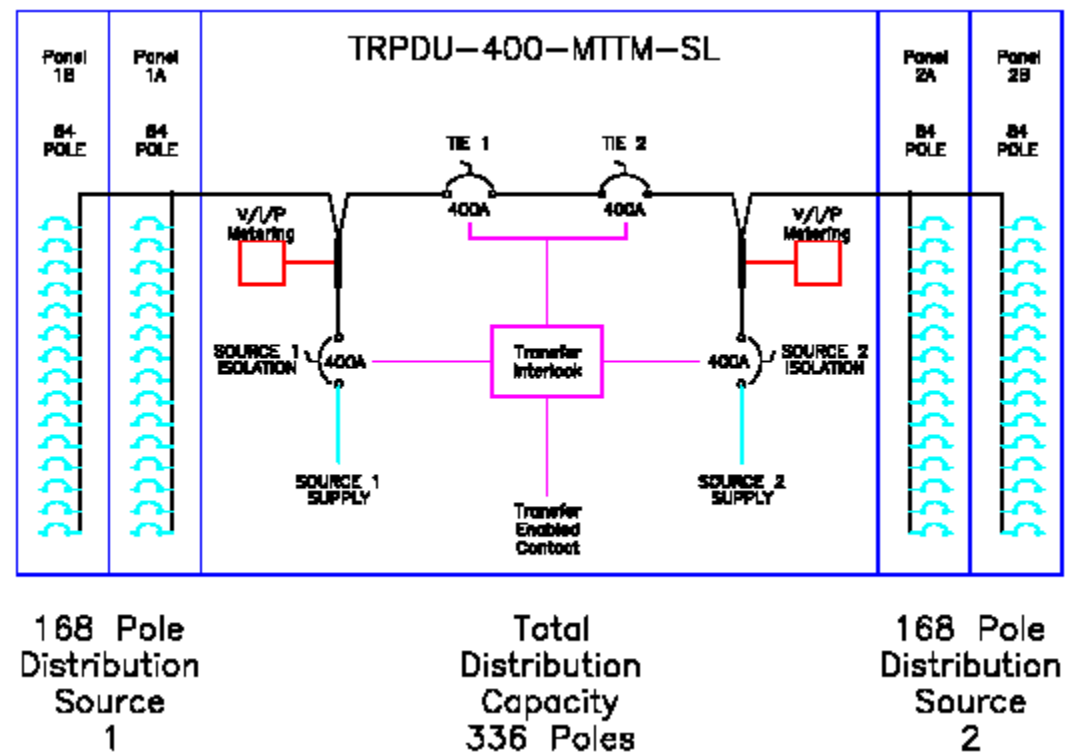 TRPDU-400-MTTM-SL
Panel
1B
84
POLE
Panel
1A
84
POLE
Panel
2A
84
POLE
Panel
2B
84
POLE
TIE 1
400A
TIE 2
400A
V/I/P
Metering
V/I/P
Metering
SOURCE 1
ISOLATION
400A
Transfer
Interlock
400A
SOURCE 2
ISOLATION
SOURCE 1
SUPPLY
SOURCE 2
SUPPLY
Transfer
Enabled
Contact
168 Pole
Distribution
Source
1
Total
Distribution
Capacity
336 Poles
168 Pole
Distribution
Source
2